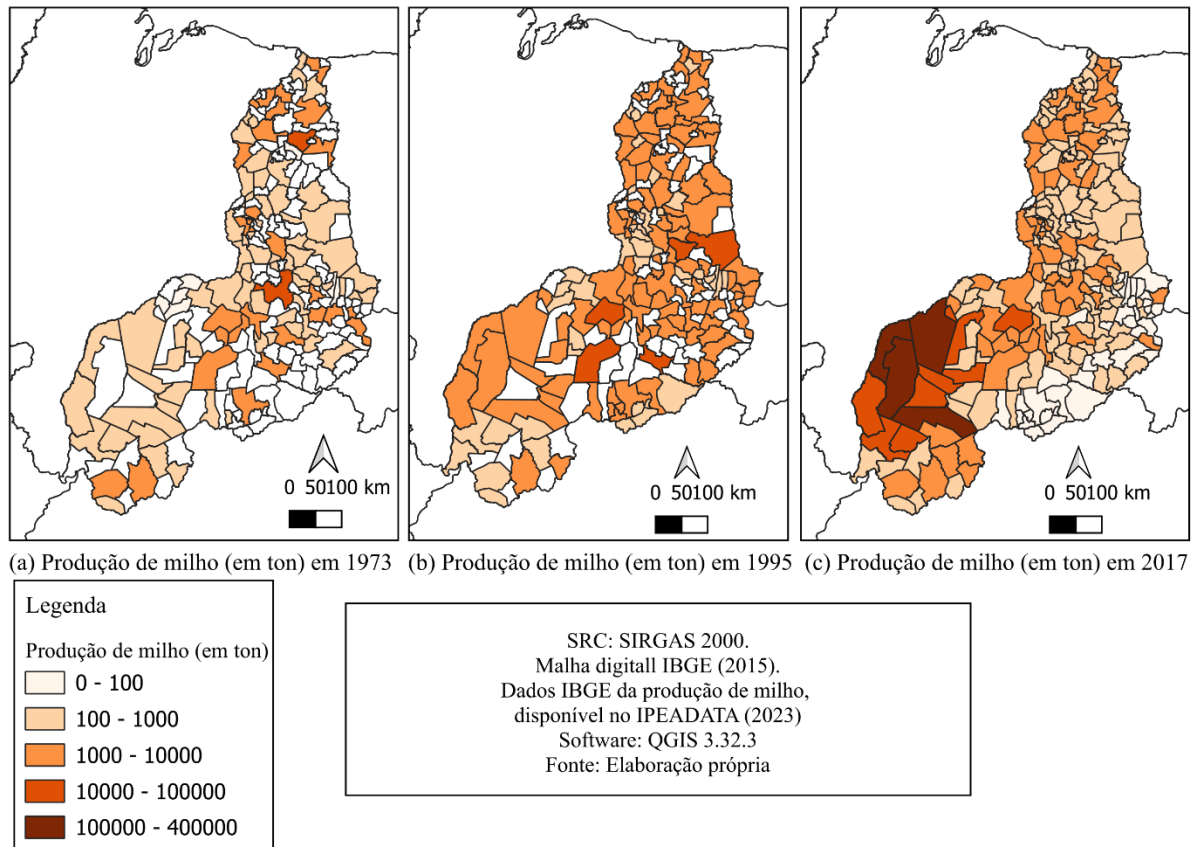 0 50100 km
0 50100 km
0 50100 km
(a) Produção de milho (em ton) em 1973
(b) Produção de milho (em ton) em 1995
(c) Produção de milho (em ton) em 2017
Legenda
Produção de milho (em ton)
0 - 100
100 - 1000
1000 - 10000
10000 - 100000
100000 - 400000
SRC: SIRGAS 2000.
Malha digitall IBGE (2015).
Dados IBGE da produção de milho,
disponível no IPEADATA (2023)
Software: QGIS 3.32.3
Fonte: Elaboração própria